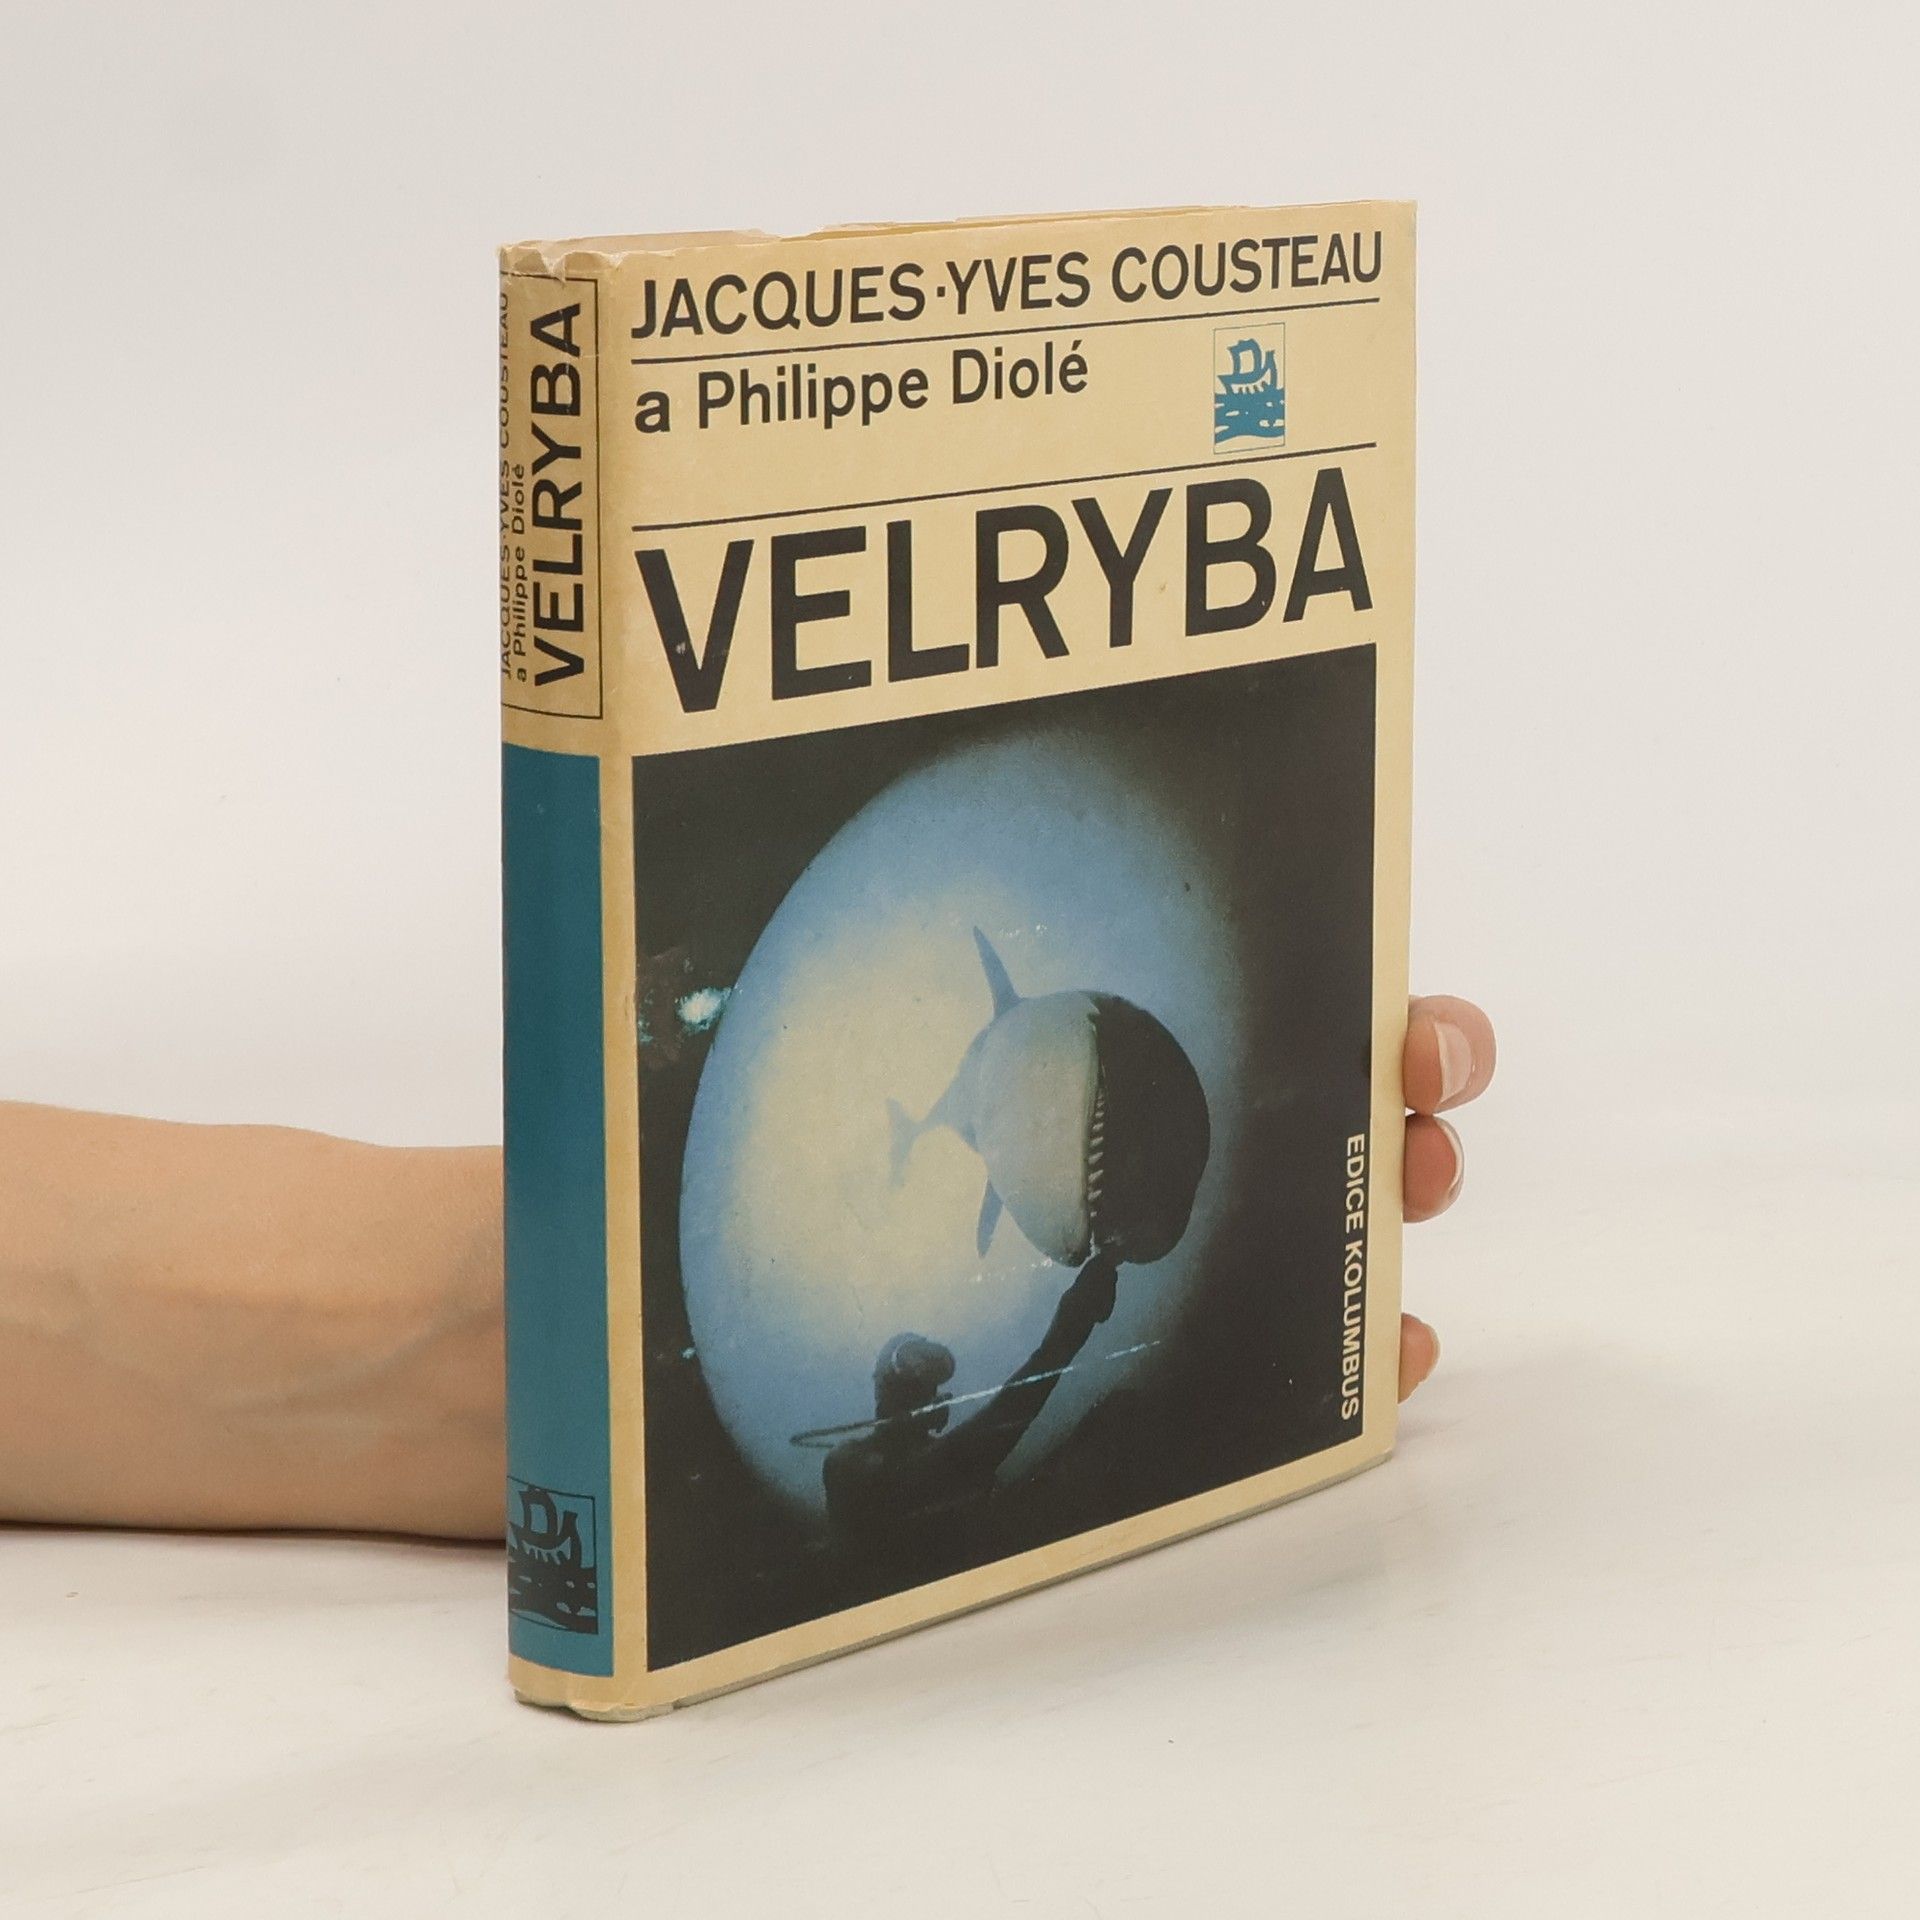 JACQUES-YVES COUSTEAU
a Philippe Diolé
VELRYBA
JACQUES-YVES COUSTEAU
a Philippe Diolé
VELRYBA
EDICE KOLUMBUS